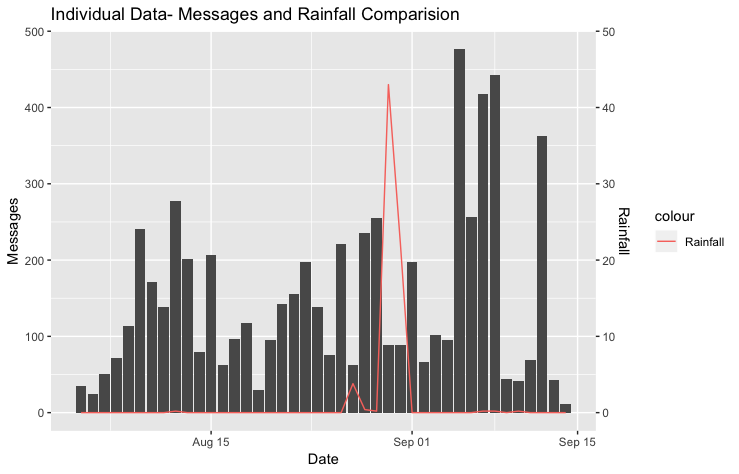 Individual Data- Messages and Rainfall Comparision
500
400
300
200
100
0
Messages
50
40
30
20
10
0
Rainfall
Aug 15
Sep 01
Sep 15
Date
colour
Rainfall